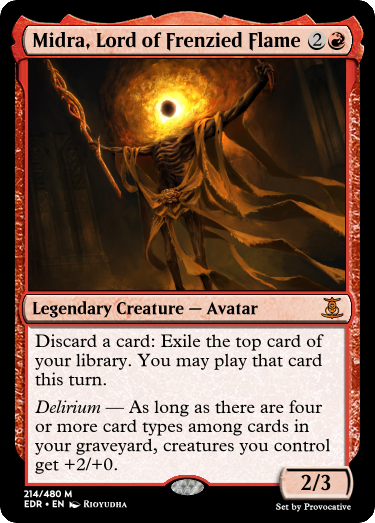 Midra, Lord of Frenzied Flame 2
Legendary Creature — Avatar
Discard a card: Exile the top card of
your library. You may play that card
this turn.
Delirium — As long as there are four
or more card types among cards in
your graveyard, creatures you control
get +2/+0.
2/3
214/480 M
EDR • EN RIOYUDHA
Set by Provocative